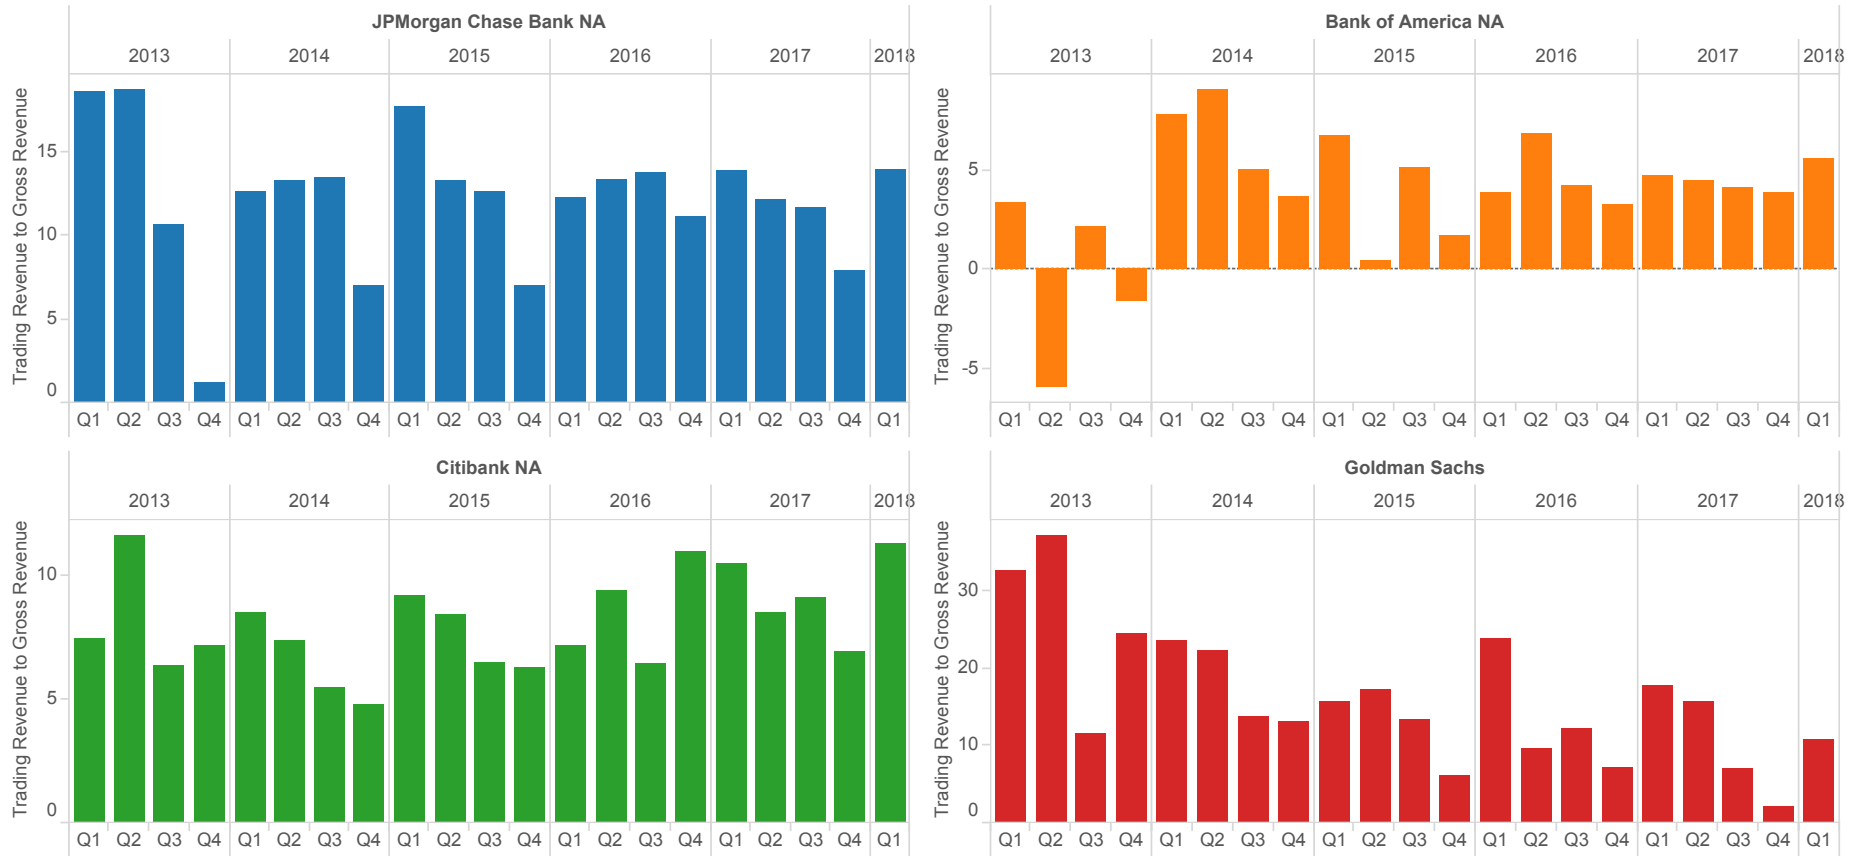 JPMorgan Chase Bank NA
2013 2014 2015 2016 2017 2018
Trading Revenue to Gross Revenue
15
10
5
0
Q1 Q2 Q3 Q4 Q1 Q2 Q3 Q4 Q1 Q2 Q3 Q4 Q1 Q2 Q3 Q4 Q1 Q2 Q3 Q4 Q1
Bank of America NA
2013 2014 2015 2016 2017 2018
Trading Revenue to Gross Revenue
5
0
-5
Q1 Q2 Q3 Q4 Q1 Q2 Q3 Q4 Q1 Q2 Q3 Q4 Q1 Q2 Q3 Q4 Q1 Q2 Q3 Q4 Q1
Citibank NA
2013 2014 2015 2016 2017 2018
Trading Revenue to Gross Revenue
10
5
0
Q1 Q2 Q3 Q4 Q1 Q2 Q3 Q4 Q1 Q2 Q3 Q4 Q1 Q2 Q3 Q4 Q1 Q2 Q3 Q4 Q1
Goldman Sachs
2013 2014 2015 2016 2017 2018
Trading Revenue to Gross Revenue
30
20
10
0
Q1 Q2 Q3 Q4 Q1 Q2 Q3 Q4 Q1 Q2 Q3 Q4 Q1 Q2 Q3 Q4 Q1 Q2 Q3 Q4 Q1